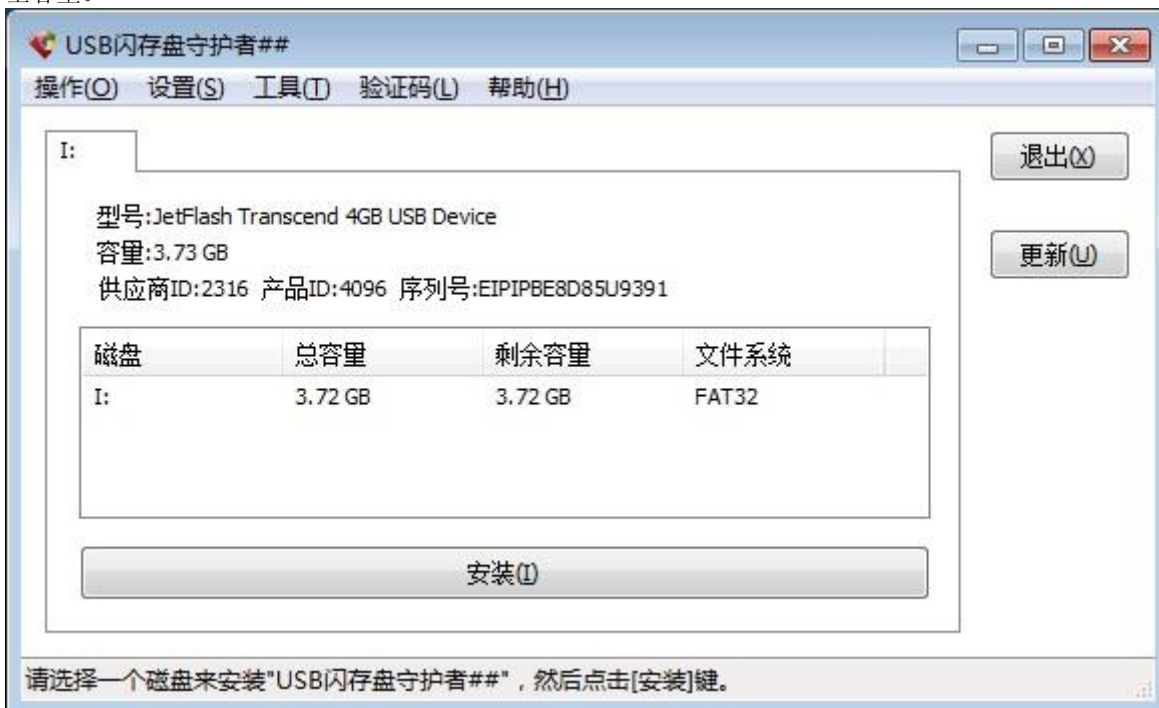 USB闪存盘守护者##
操作(O) 设置(S) 工具(T) 验证码(L) 帮助(H)
I:
退出(X)
型号:JetFlash Transcend 4GB USB Device
容里:3.73 GB
更新(U)
供应商ID:2316 产品ID:4096 序列号:EIPIPBE8D85U9391
磁盘 总容里 剩余容里 文件系统
I: 3.72 GB 3.72 GB FAT32
安装(I)
请选择一个磁盘来安装"USB闪存盘守护者##"，然后点击[安装]键。